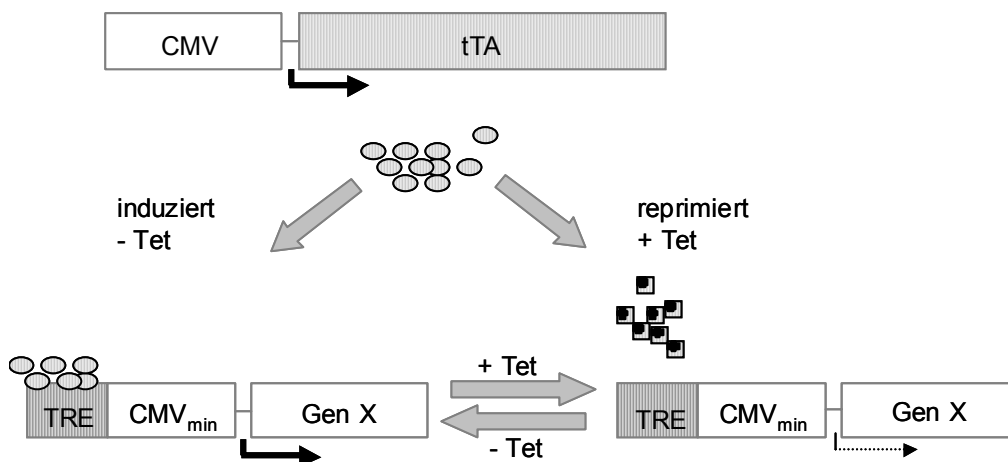 CMV
tTA
induziert
- Tet
reprimiert
+ Tet
TRE
CMVmin
Gen X
+ Tet
- Tet
TRE
CMVmin
Gen X